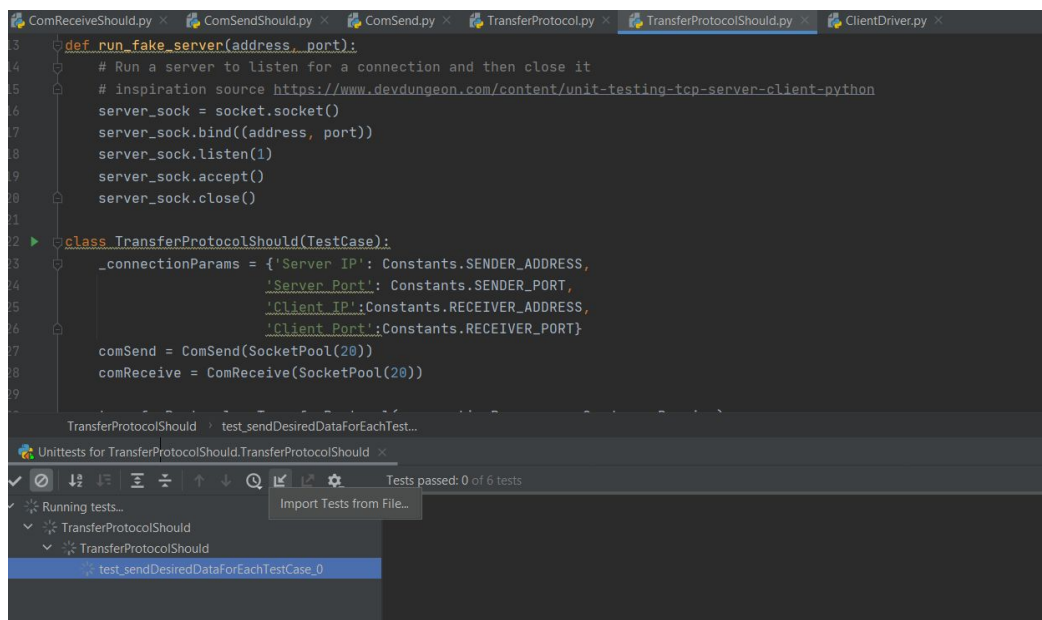 ComReceiveShould.py × ComSendShould.py × ComSend.py × TransferProtocol.py × TransferProtocolShould.py × ClientDriver.py ×
13 def run_fake_server(address, port):
14 # Run a server to listen for a connection and then close it
15 # inspiration source https://www.devdungeon.com/content/unit-testing-tcp-server-client-python
16 server_sock = socket.socket()
17 server_sock.bind((address, port))
18 server_sock.listen(1)
19 server_sock.accept()
20 server_sock.close()
21
22 class TransferProtocolShould(TestCase):
23 _connectionParams = {'Server IP': Constants.SENDER_ADDRESS,
24 'Server Port': Constants.SENDER_PORT,
25 'Client IP':Constants.RECEIVER_ADDRESS,
26 'Client Port':Constants.RECEIVER_PORT}
27 comSend = ComSend(SocketPool(20))
28 comReceive = ComReceive(SocketPool(20))
29
TransferProtocolShould › test_sendDesiredDataForEachTest...
Unittests for TransferProtocolShould.TransferProtocolShould ×
Tests passed: 0 of 6 tests
Import Tests from File...
Running tests...
TransferProtocolShould
TransferProtocolShould
test_sendDesiredDataForEachTestCase_0